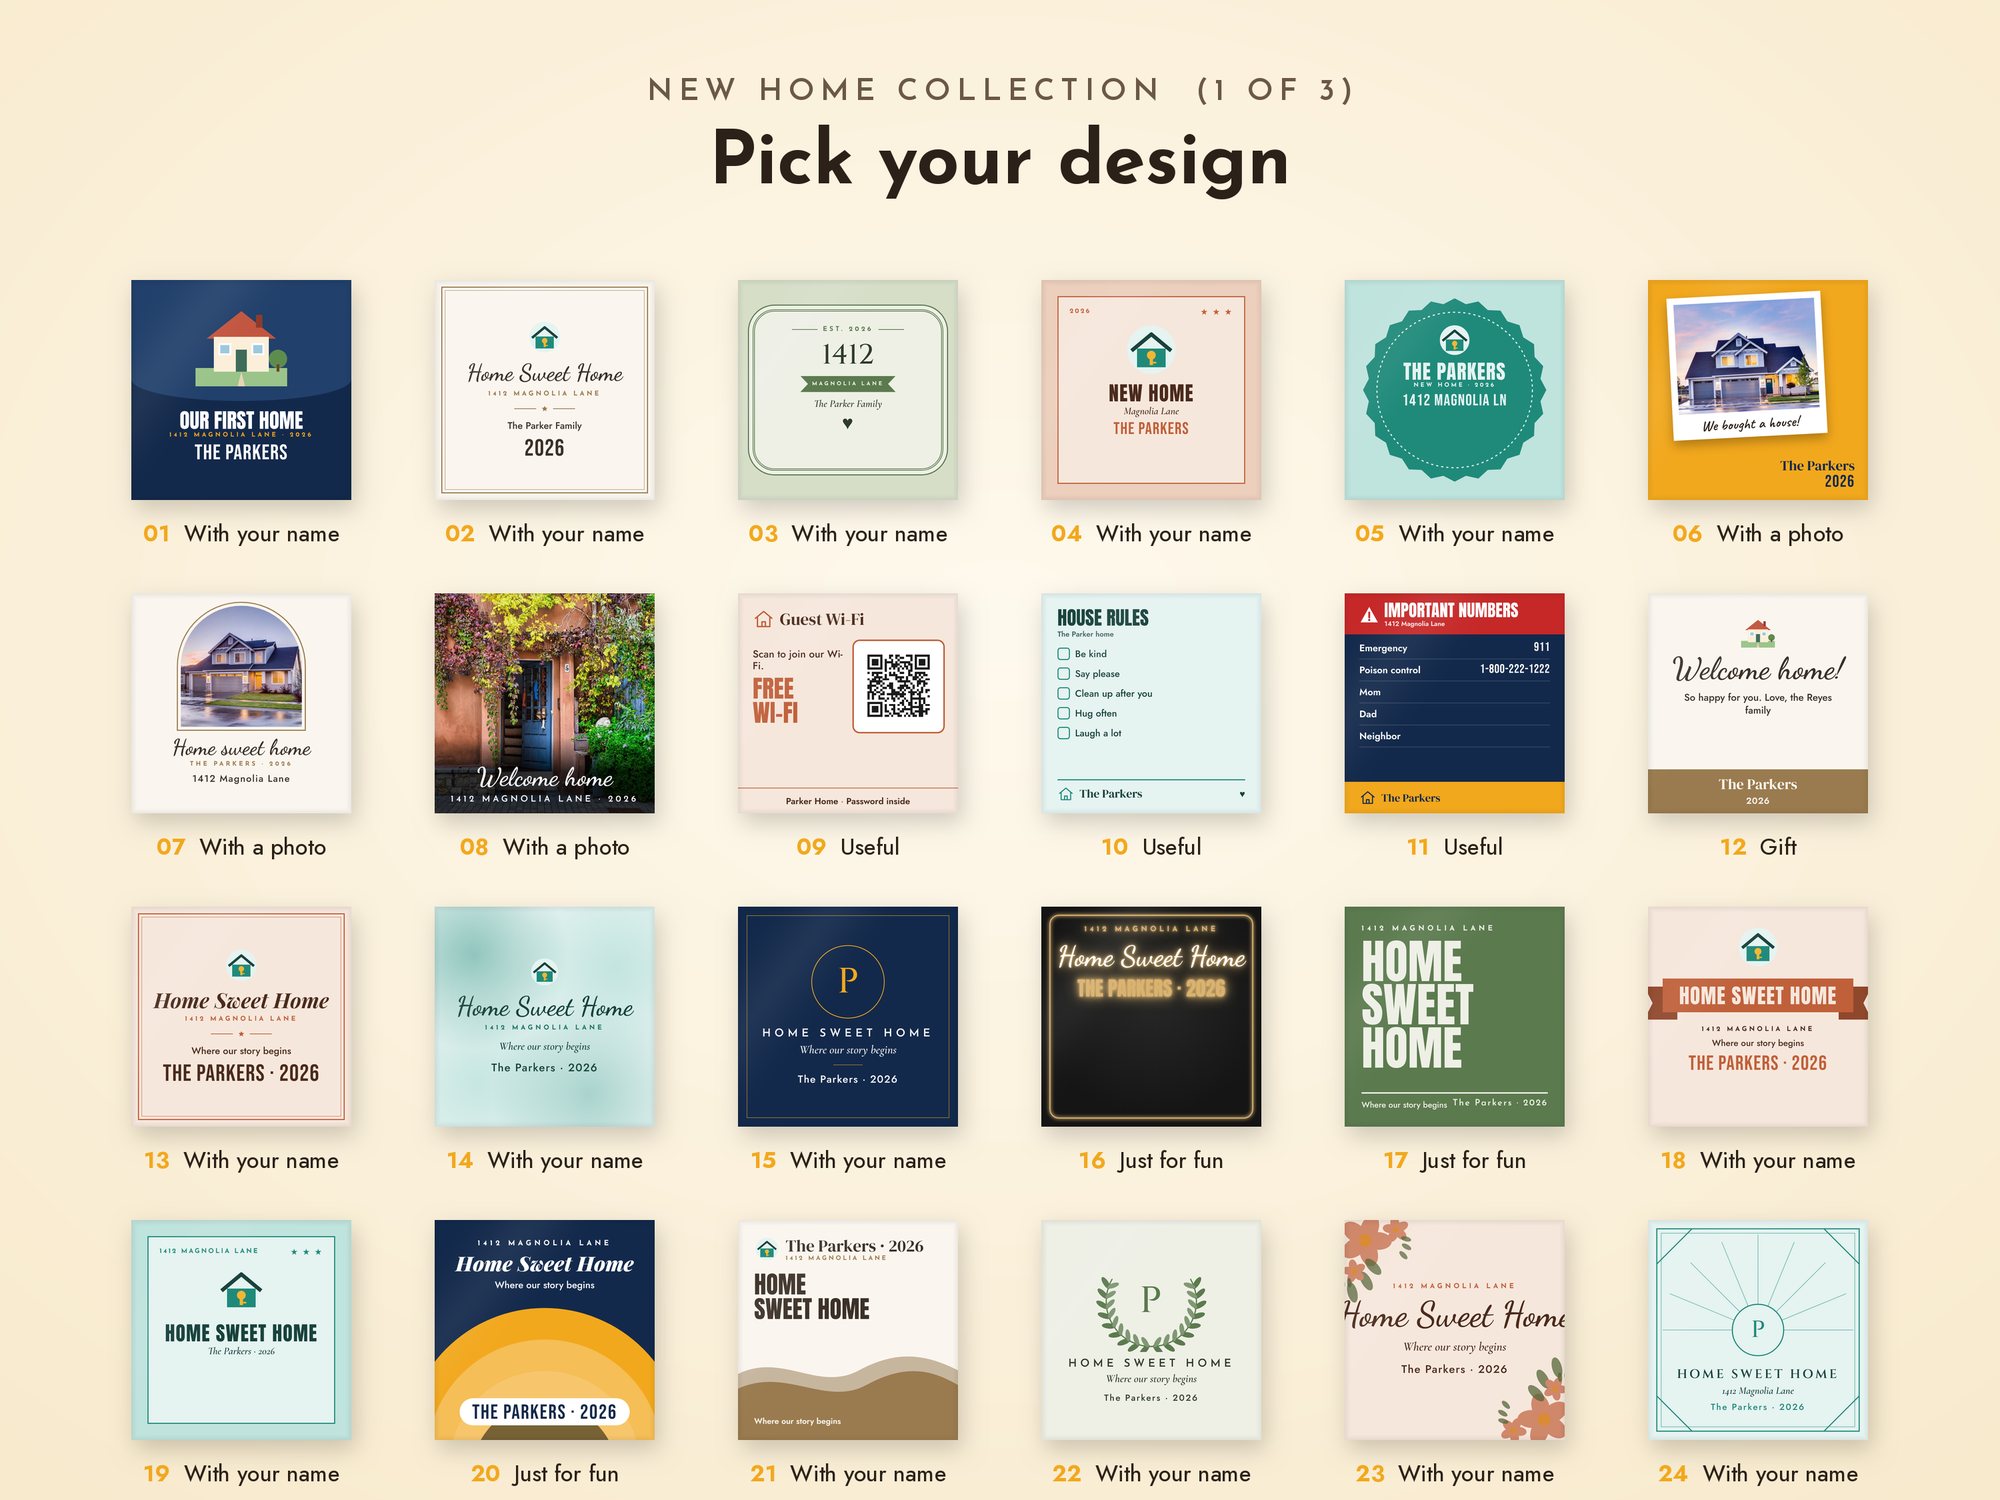 NEW HOME COLLECTION (1 OF 3)
Pick your design
OUR FIRST HOME
1412 MAGNOLIA LANE · 2026
THE PARKERS
01 With your name
Home Sweet Home
1412 MAGNOLIA LANE
The Parker Family
2026
02 With your name
EST. 2026
1412
MAGNOLIA LANE
The Parker Family
03 With your name
2026
NEW HOME
Magnolia Lane
THE PARKERS
04 With your name
THE PARKERS
NEW HOME · 2026
1412 MAGNOLIA LN
05 With your name
We bought a house!
The Parkers
2026
06 With a photo
Home sweet home
THE PARKERS · 2026
1412 Magnolia Lane
07 With a photo
Welcome home
1412 MAGNOLIA LANE · 2026
08 With a photo
Guest Wi-Fi
Scan to join our Wi-
Fi.
FREE
WI-FI
Parker Home · Password inside
09 Useful
HOUSE RULES
The Parker home
Be kind
Say please
Clean up after you
Hug often
Laugh a lot
The Parkers
10 Useful
IMPORTANT NUMBERS
1412 Magnolia Lane
Emergency 911
Poison control 1-800-222-1222
Mom
Dad
Neighbor
The Parkers
11 Useful
Welcome home!
So happy for you. Love, the Reyes
family
The Parkers
2026
12 Gift
Home Sweet Home
1412 MAGNOLIA LANE
Where our story begins
THE PARKERS · 2026
13 With your name
Home Sweet Home
1412 MAGNOLIA LANE
Where our story begins
The Parkers · 2026
14 With your name
P
HOME SWEET HOME
Where our story begins
The Parkers · 2026
15 With your name
1412 MAGNOLIA LANE
Home Sweet Home
THE PARKERS · 2026
16 Just for fun
1412 MAGNOLIA LANE
HOME
SWEET
HOME
Where our story begins The Parkers · 2026
17 Just for fun
HOME SWEET HOME
1412 MAGNOLIA LANE
Where our story begins
THE PARKERS · 2026
18 With your name
1412 MAGNOLIA LANE
HOME SWEET HOME
The Parkers · 2026
19 With your name
1412 MAGNOLIA LANE
Home Sweet Home
Where our story begins
THE PARKERS · 2026
20 Just for fun
The Parkers · 2026
1412 MAGNOLIA LANE
HOME
SWEET HOME
Where our story begins
21 With your name
P
HOME SWEET HOME
Where our story begins
The Parkers · 2026
22 With your name
1412 MAGNOLIA LANE
Home Sweet Home
Where our story begins
The Parkers · 2026
23 With your name
P
HOME SWEET HOME
1412 Magnolia Lane
The Parkers · 2026
24 With your name